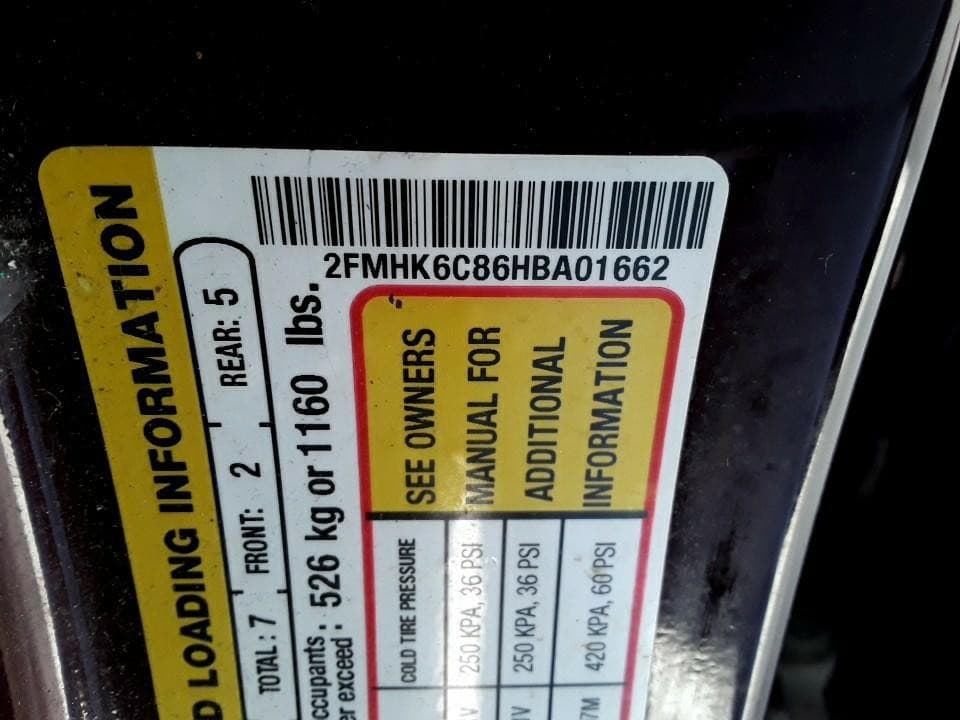 D LOADING INFORMATION
TOTAL: 7 FRONT: 2 REAR: 5
ccupants :
er exceed : 526 kg or 1160 lbs.
2FMHK6C86HBA01662
COLD TIRE PRESSURE
250 KPA, 36 PSI
250 KPA, 36 PSI
7M 420 KPA, 60 PSI
SEE OWNERS
MANUAL FOR
ADDITIONAL
INFORMATION